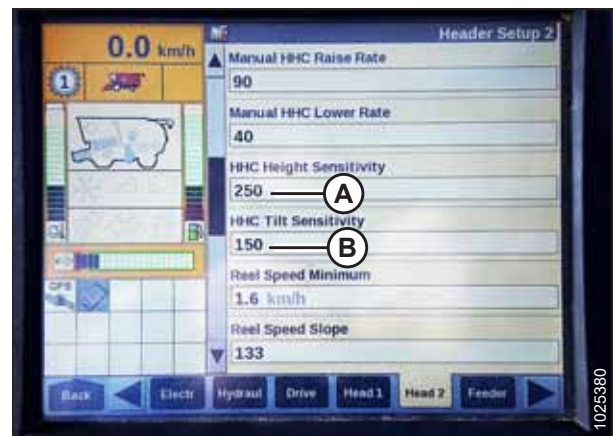 0.0 km/h
Header Setup 2
1
Manual HHC Raise Rate
90
Manual HHC Lower Rate
40
HHC Height Sensitivity
250
A
HHC Tilt Sensitivity
150
B
Reel Speed Minimum
1.6 km/h
Reel Speed Slope
133
GPS
Back
Electr
Hydraul
Drive
Head 1
Head 2
Feeder
1025380